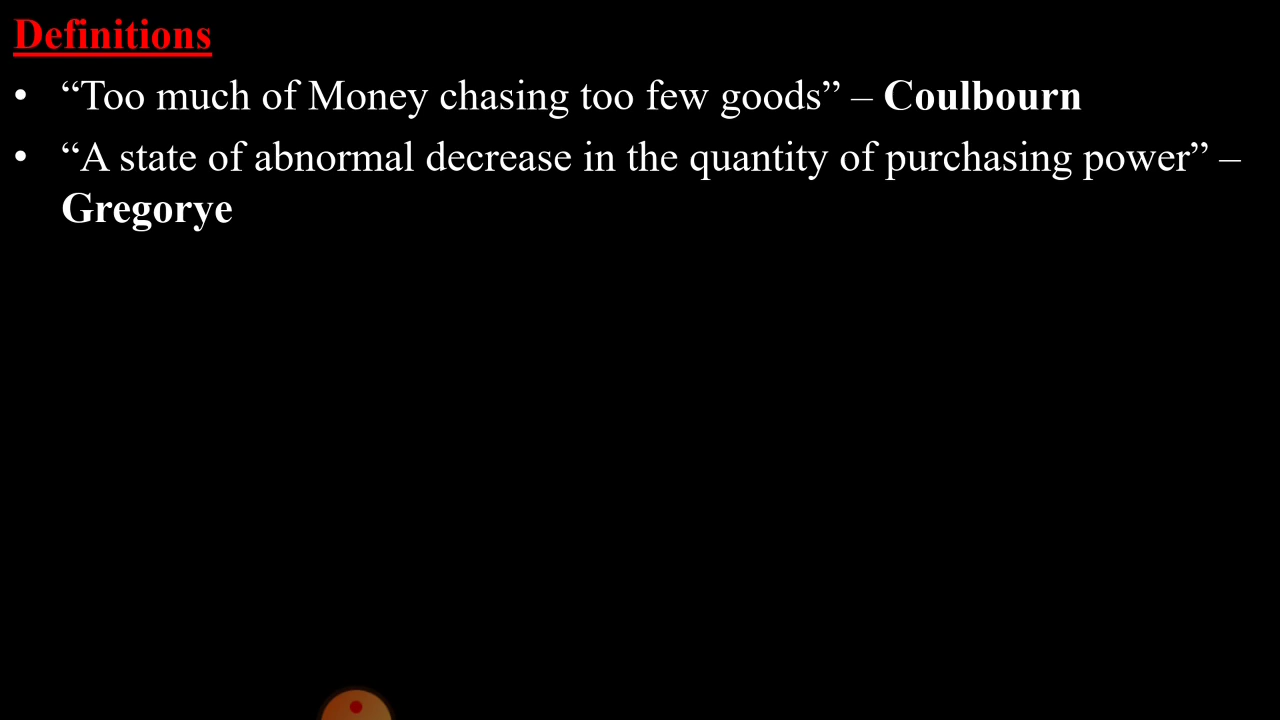 Definitions
• “Too much of Money chasing too few goods” – Coulbourn
• “A state of abnormal decrease in the quantity of purchasing power” –
Gregorye